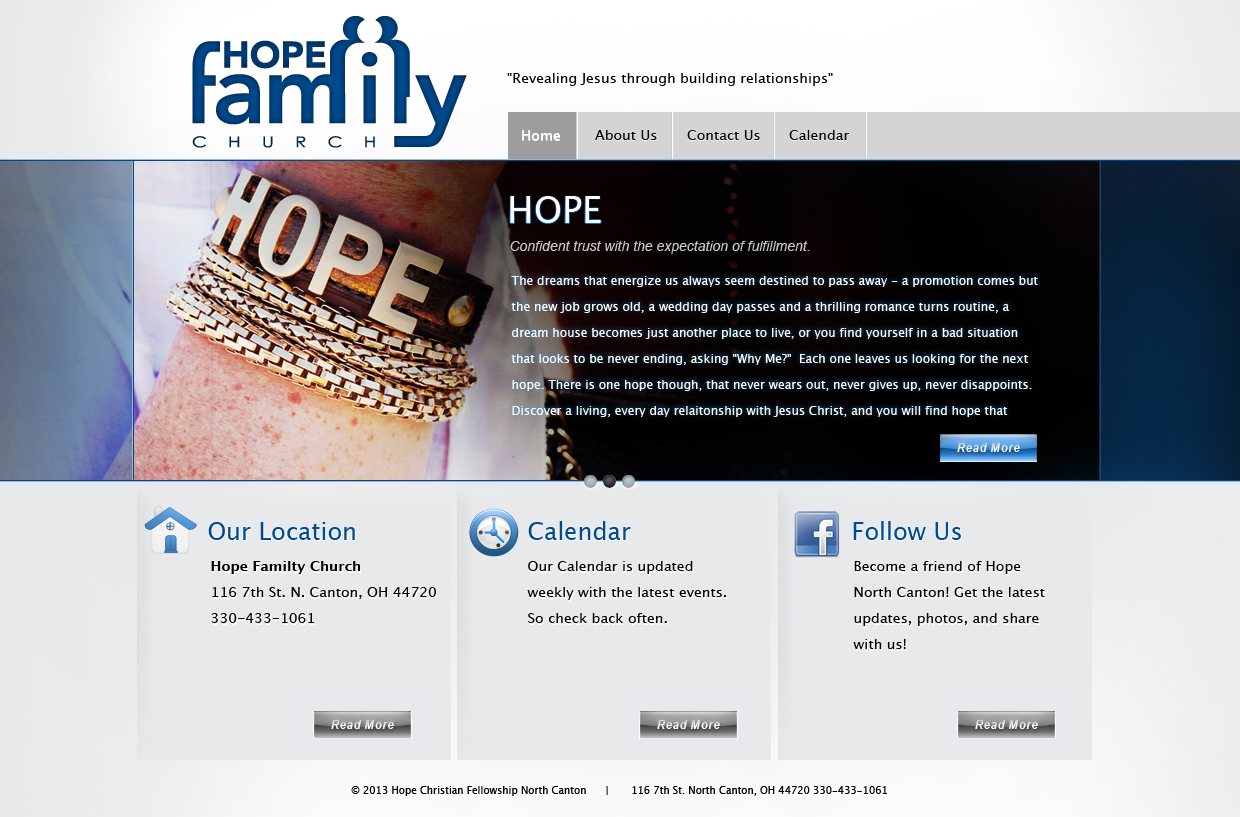 HOPE
family
CHURCH
"Revealing Jesus through building relationships"
Home About Us Contact Us Calendar
HOPE
HOPE
Confident trust with the expectation of fulfillment.
The dreams that energize us always seem destined to pass away – a promotion comes but
the new job grows old, a wedding day passes and a thrilling romance turns routine, a
dream house becomes just another place to live, or you find yourself in a bad situation
that looks to be never ending, asking "Why Me?" Each one leaves us looking for the next
hope. There is one hope though, that never wears out, never gives up, never disappoints.
Discover a living, every day relaitonship with Jesus Christ, and you will find hope that
Read More
Our Location
Hope Familty Church
116 7th St. N. Canton, OH 44720
330-433-1061
Read More
Calendar
Our Calendar is updated
weekly with the latest events.
So check back often.
Read More
f
Follow Us
Become a friend of Hope
North Canton! Get the latest
updates, photos, and share
with us!
Read More
© 2013 Hope Christian Fellowship North Canton | 116 7th St. North Canton, OH 44720 330-433-1061